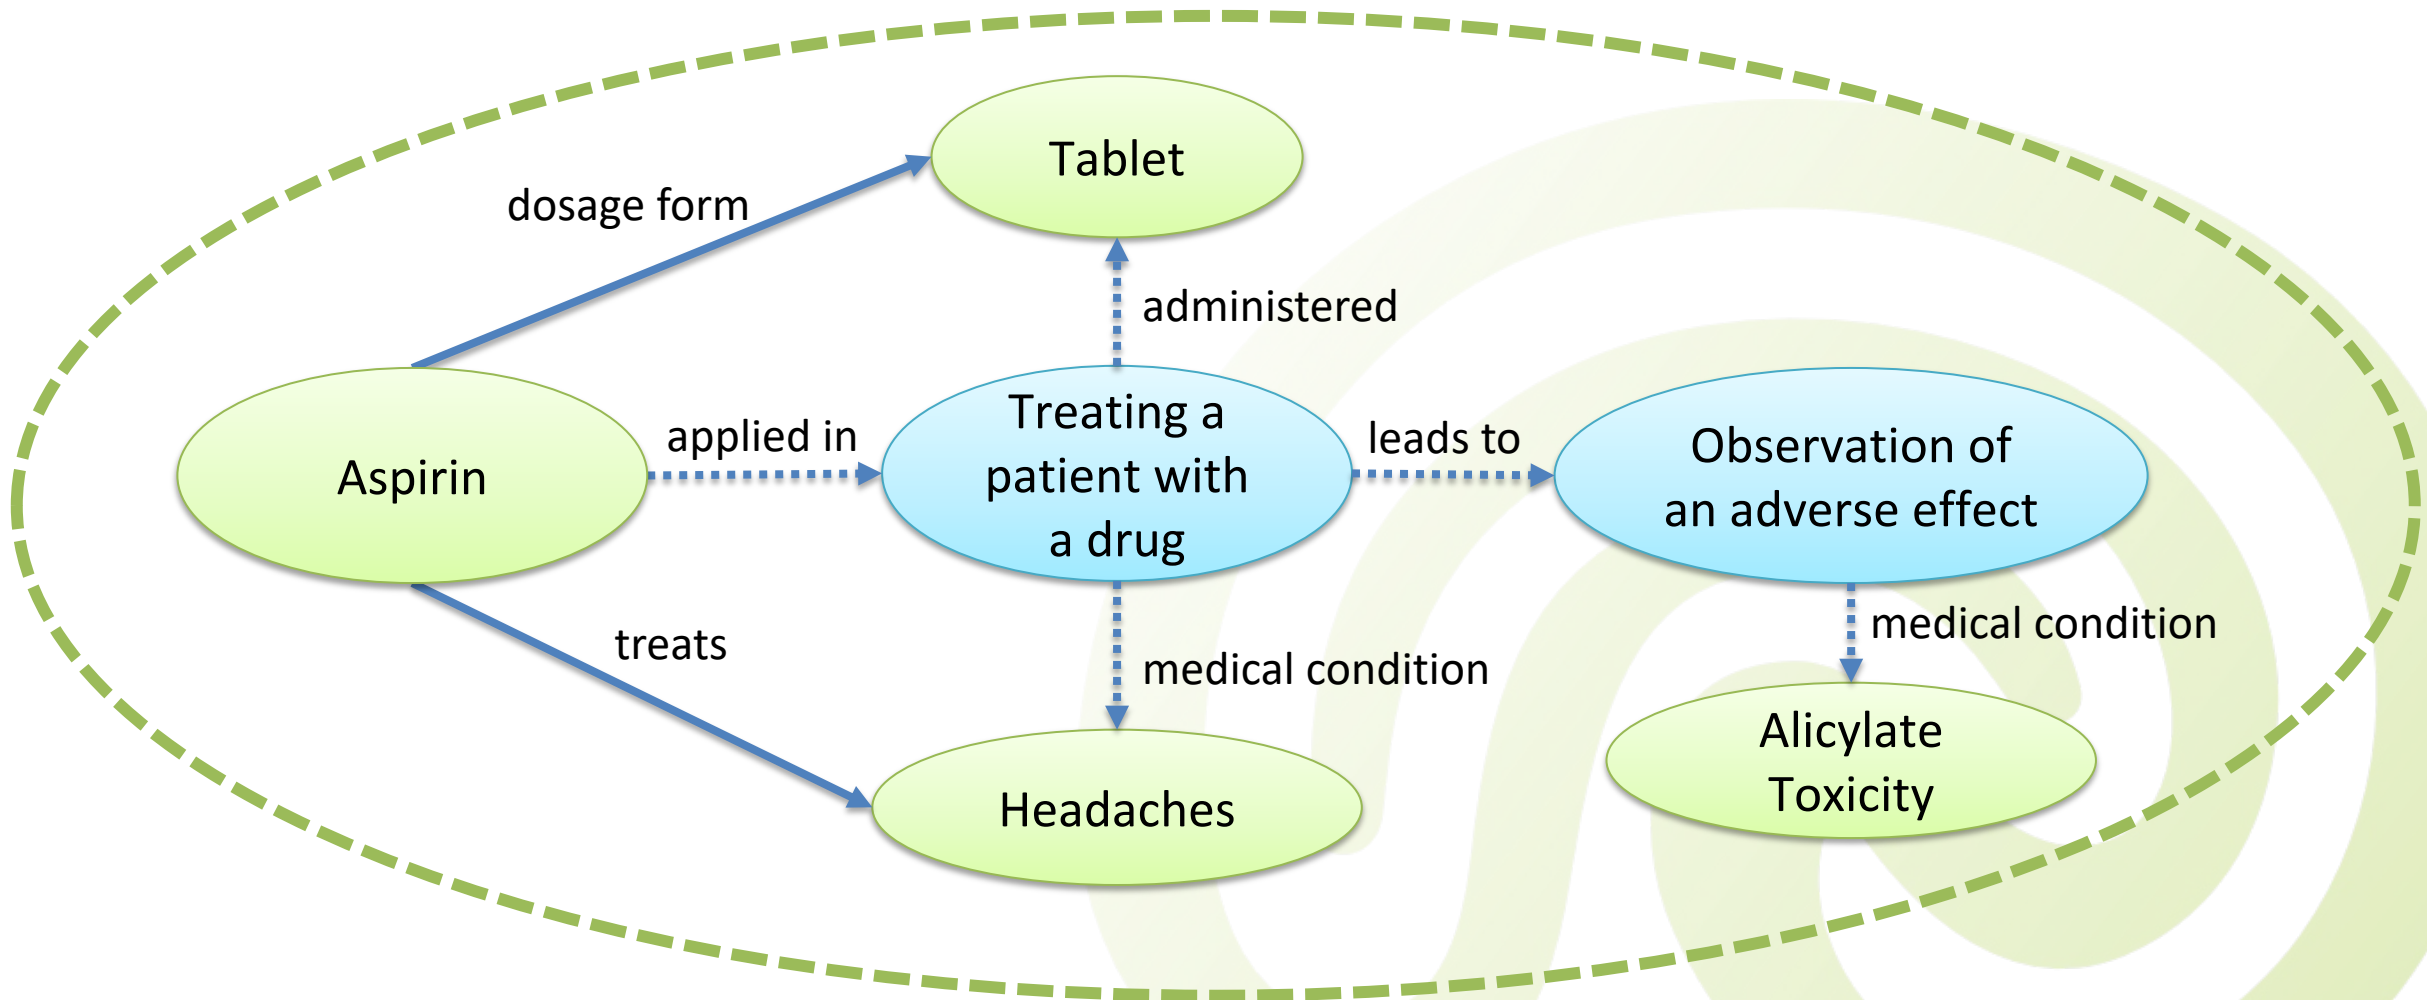 Tablet
dosage form
administered
Aspirin
applied in
Treating a
patient with
a drug
leads to
Observation of
an adverse effect
treats
medical condition
medical condition
Headaches
Alicylate
Toxicity